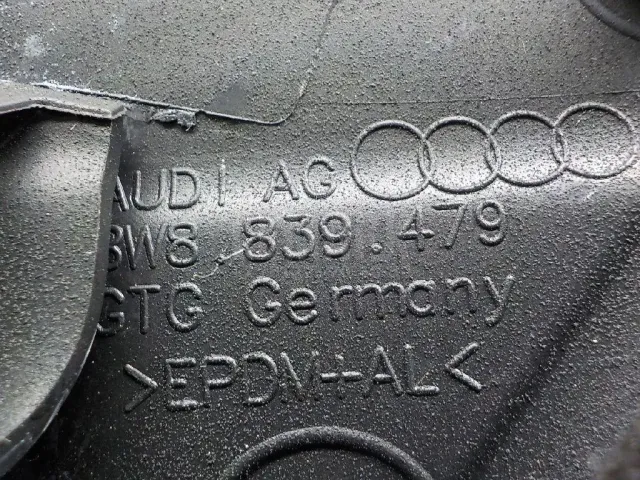 AUDI AG
8W8.839.479
GTG Germany
>EPDM+AL<